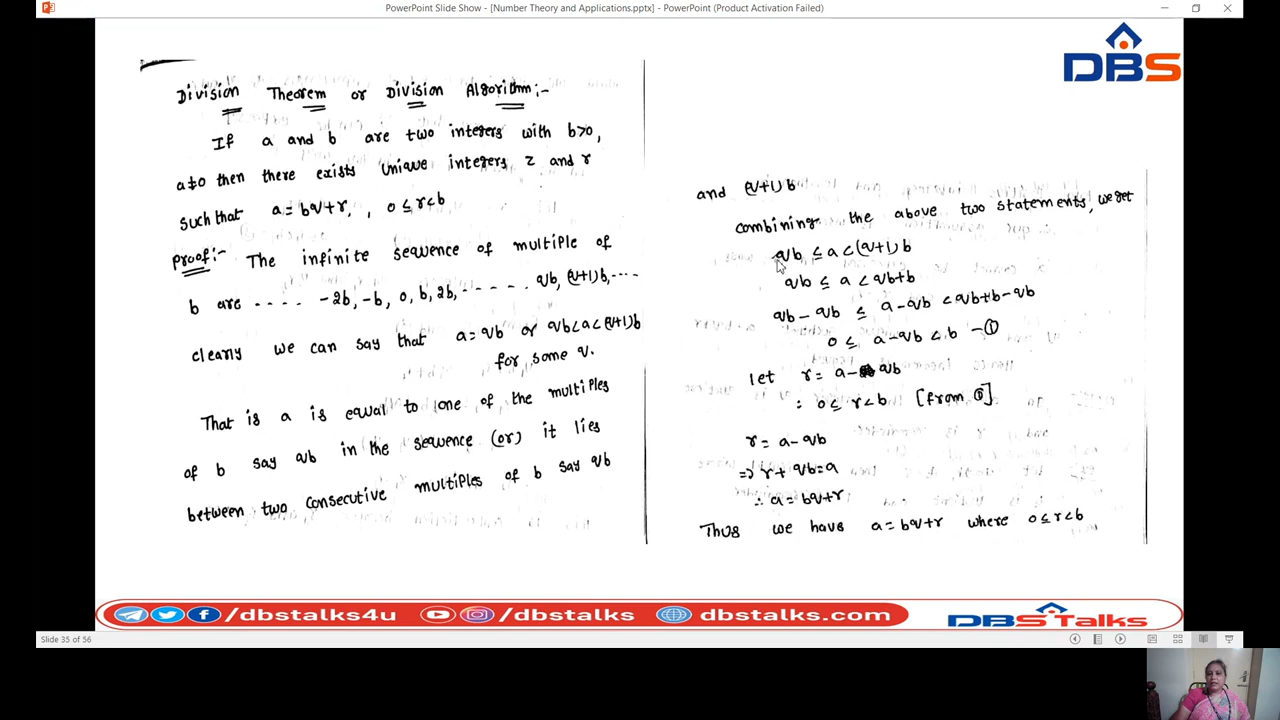 PowerPoint Slide Show - [Number Theory and Applications.pptx] - PowerPoint (Product Activation Failed)
DBS
Division Theorem or Division Algorithm:-
If a and b are two integers with b>0,
a≠0 then there exists unique integers z and r
such that a = bq+r, , 0≤r<b
proof:- The infinite sequence of multiple of
b are .... -2b, -b, 0, b, 2b, ...... qb, (q+1)b, ....
clearly we can say that a = qb or qb<a<(q+1)b
for some q.
That is a is equal to one of the multiples
of b say qb in the sequence (or) it lies
between two consecutive multiples of b say qb
and (q+1) b
combining the above two statements, we get
qb ≤ a < (q+1) b
qb ≤ a < qb+b
qb - qb ≤ a - qb < qb+b-qb
0 ≤ a - qb < b -①
let r = a - qb
∴ 0 ≤ r < b [from ①]
r = a - qb
⇒ r + qb = a
∴ a = bq+r
Thus we have a = bq+r where 0≤r<b
/dbstalks4u /dbstalks dbstalks.com
DBS Talks
Slide 35 of 56